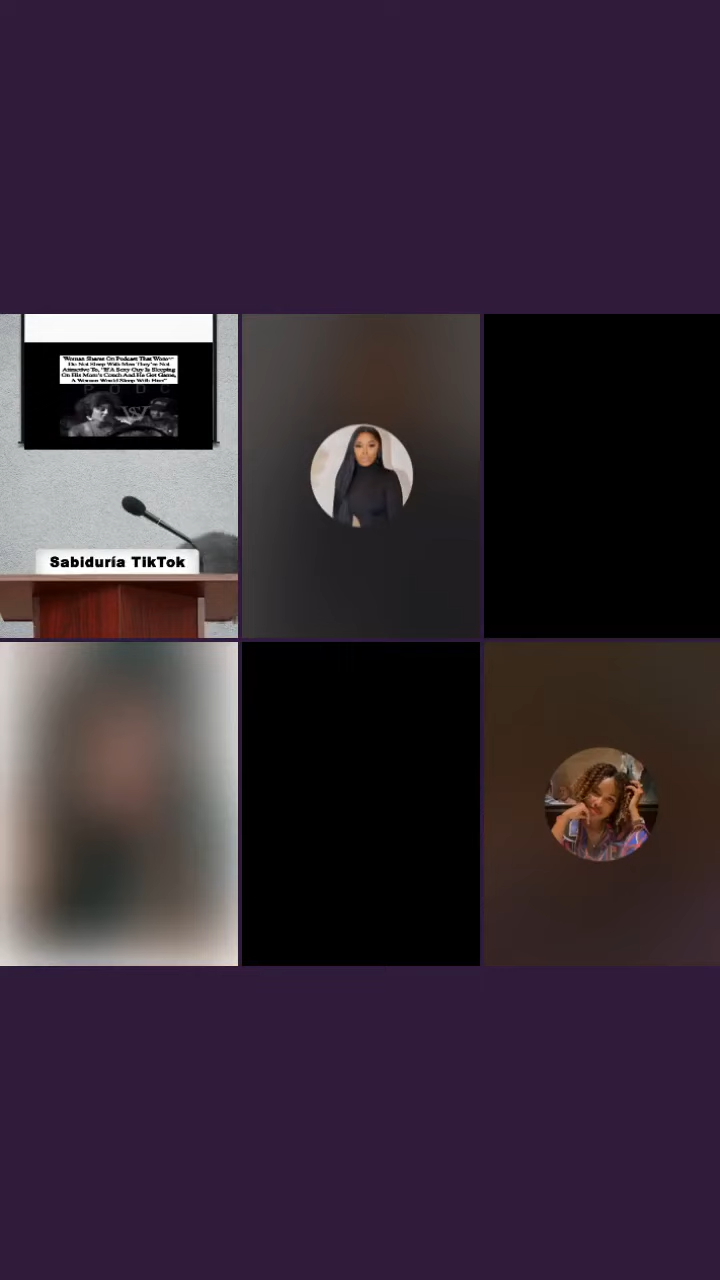 Woman Shares On Podcast That Women
Do Not Sleep With Men They're Not
Attractive To, "If A Sexy Guy Is Sleeping
On His Mom's Couch And He Got Game,
A Woman Would Sleep With Him"
P O D C
W
Sabiduría TikTok